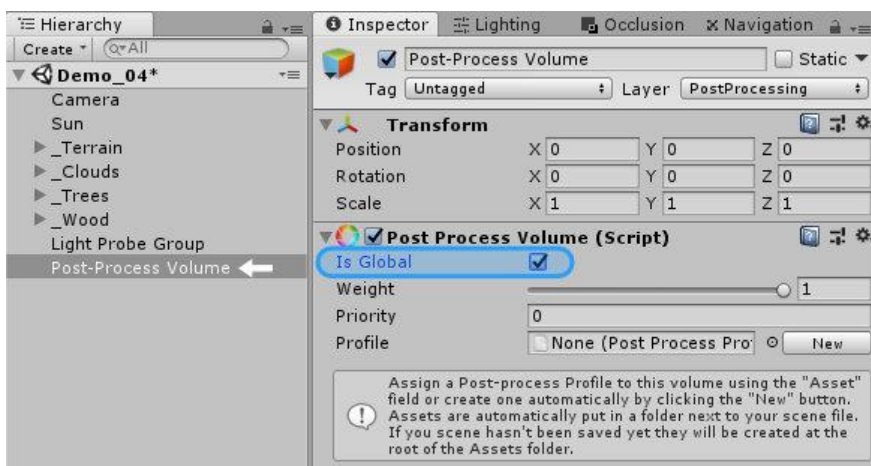 Hierarchy
Create All
Demo_04*
Camera
Sun
_Terrain
_Clouds
_Trees
_Wood
Light Probe Group
Post-Process Volume
Inspector Lighting Occlusion Navigation
Post-Process Volume Static
Tag Untagged Layer PostProcessing
Transform
Position X 0 Y 0 Z 0
Rotation X 0 Y 0 Z 0
Scale X 1 Y 1 Z 1
Post Process Volume (Script)
Is Global
Weight 1
Priority 0
Profile None (Post Process Pro New
Assign a Post-process Profile to this volume using the "Asset"
field or create one automatically by clicking the "New" button.
Assets are automatically put in a folder next to your scene file.
If you scene hasn't been saved yet they will be created at the
root of the Assets folder.